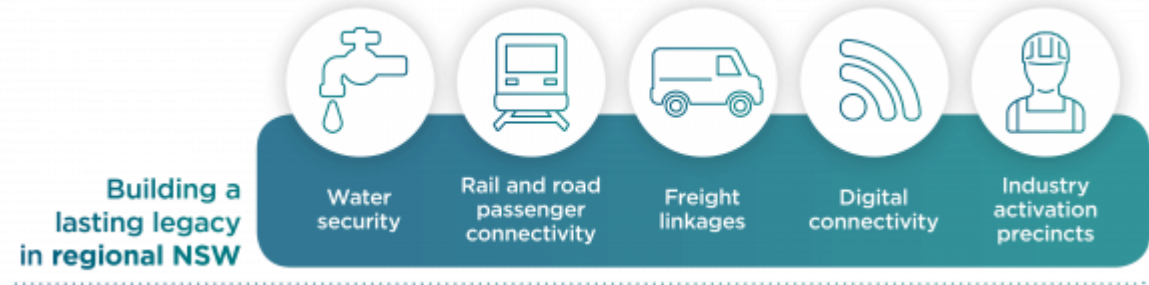 Building a
lasting legacy
in regional NSW
Water
security
Rail and road
passenger
connectivity
Freight
linkages
Digital
connectivity
Industry
activation
precincts